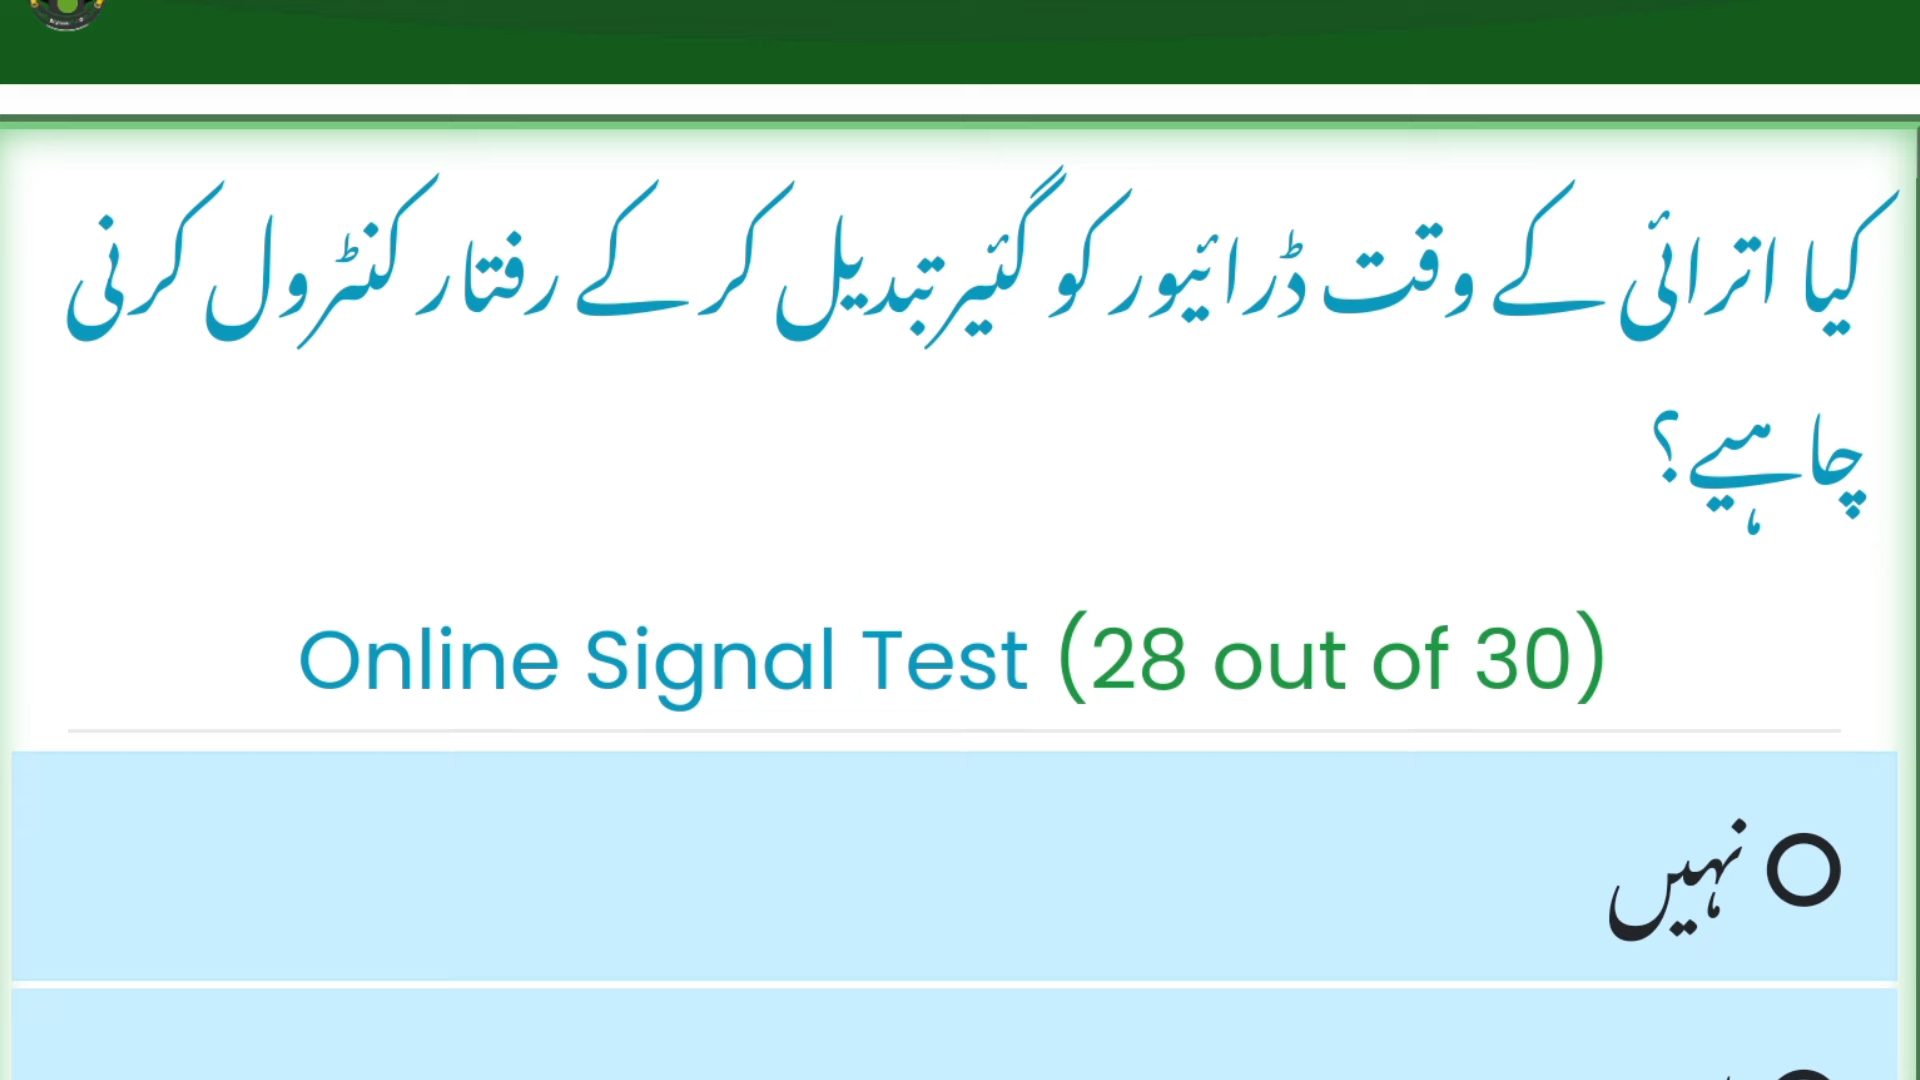 کیا اترائی کے وقت ڈرائیور کو گئیر تبدیل کر کے رفتار کنٹرول کرنی
چاہیے؟
Online Signal Test (28 out of 30)
نہیں